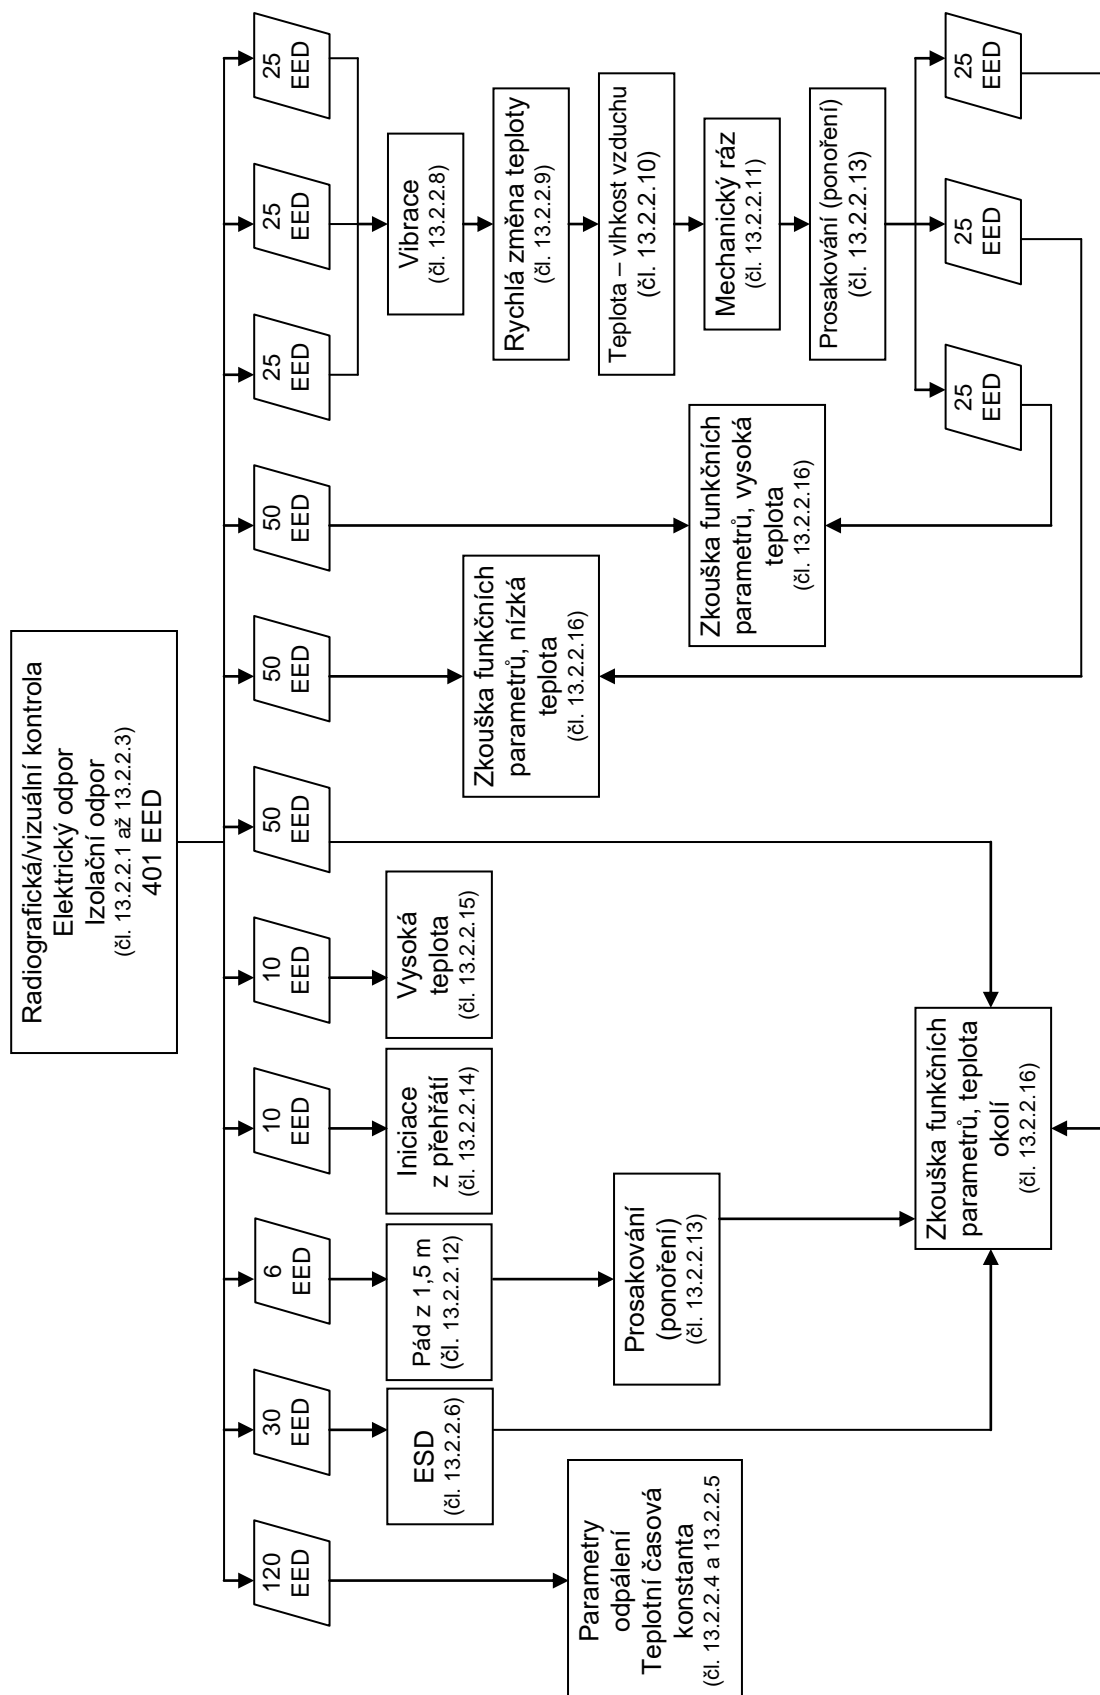 Radiografická/vizuální kontrola
Elektrický odpor
Izolační odpor
(čl. 13.2.2.1 až 13.2.2.3)
401 EED
120
EED
30
EED
6
EED
10
EED
10
EED
50
EED
50
EED
50
EED
25
EED
25
EED
25
EED
Parametry
odpálení
Teplotní časová
konstanta
(čl. 13.2.2.4 a 13.2.2.5
ESD
(čl. 13.2.2.6)
Pád z 1,5 m
(čl. 13.2.2.12)
Iniciace
z přehřátí
(čl. 13.2.2.14)
Vysoká
teplota
(čl. 13.2.2.15)
Prosakování
(ponoření)
(čl. 13.2.2.13)
Zkouška funkčních
parametrů, teplota
okolí
(čl. 13.2.2.16)
Zkouška funkčních
parametrů, nízká
teplota
(čl. 13.2.2.16)
Zkouška funkčních
parametrů, vysoká
teplota
(čl. 13.2.2.16)
Vibrace
(čl. 13.2.2.8)
Rychlá změna teploty
(čl. 13.2.2.9)
Teplota – vlhkost vzduchu
(čl. 13.2.2.10)
Mechanický ráz
(čl. 13.2.2.11)
Prosakování (ponoření)
(čl. 13.2.2.13)
25
EED
25
EED
25
EED